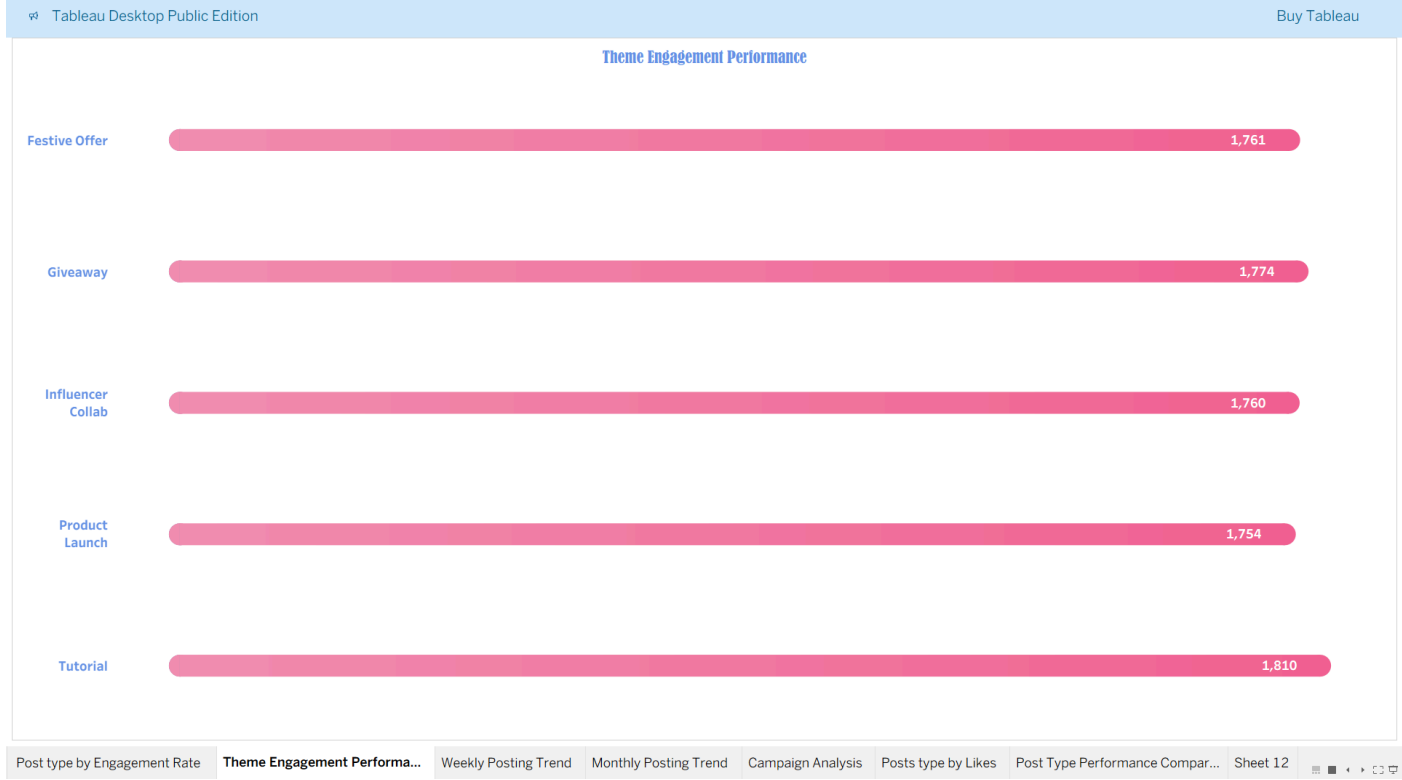 Tableau Desktop Public Edition
Buy Tableau
Theme Engagement Performance
Festive Offer
1,761
Giveaway
1,774
Influencer
Collab
1,760
Product
Launch
1,754
Tutorial
1,810
Post type by Engagement Rate
Theme Engagement Performa...
Weekly Posting Trend
Monthly Posting Trend
Campaign Analysis
Posts type by Likes
Post Type Performance Compar...
Sheet 12